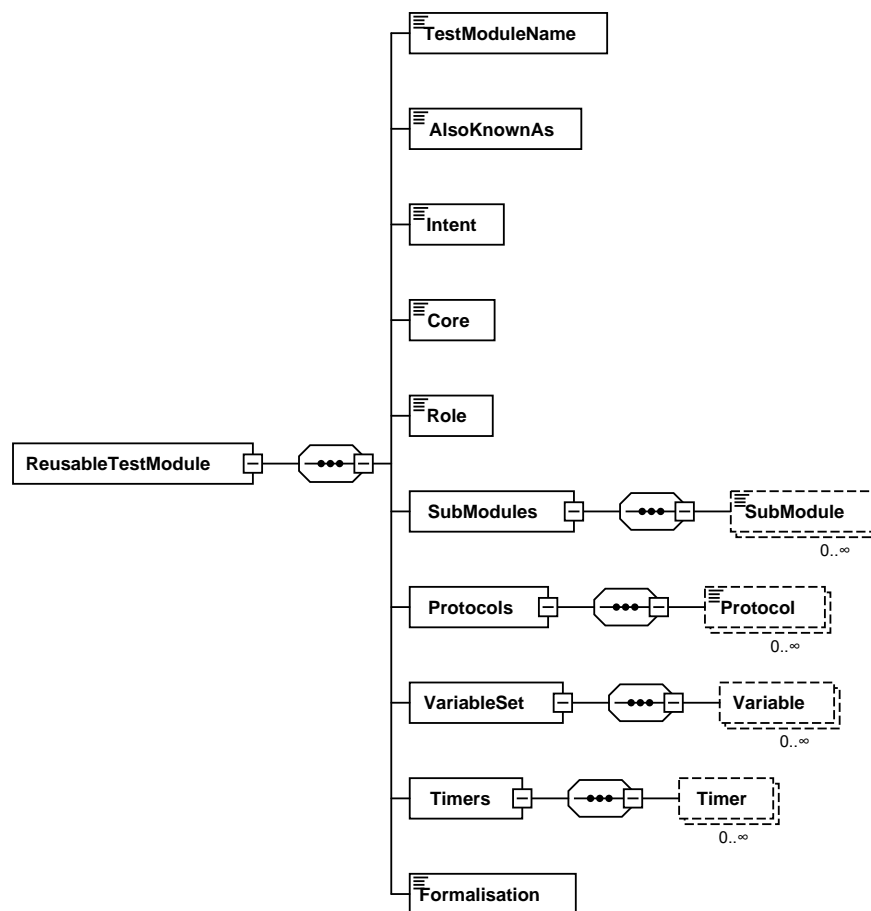 TestModuleName
AlsoKnownAs
Intent
Core
Role
ReusableTestModule
SubModules
SubModule
0..∞
Protocols
Protocol
0..∞
VariableSet
Variable
0..∞
Timers
Timer
0..∞
Formalisation